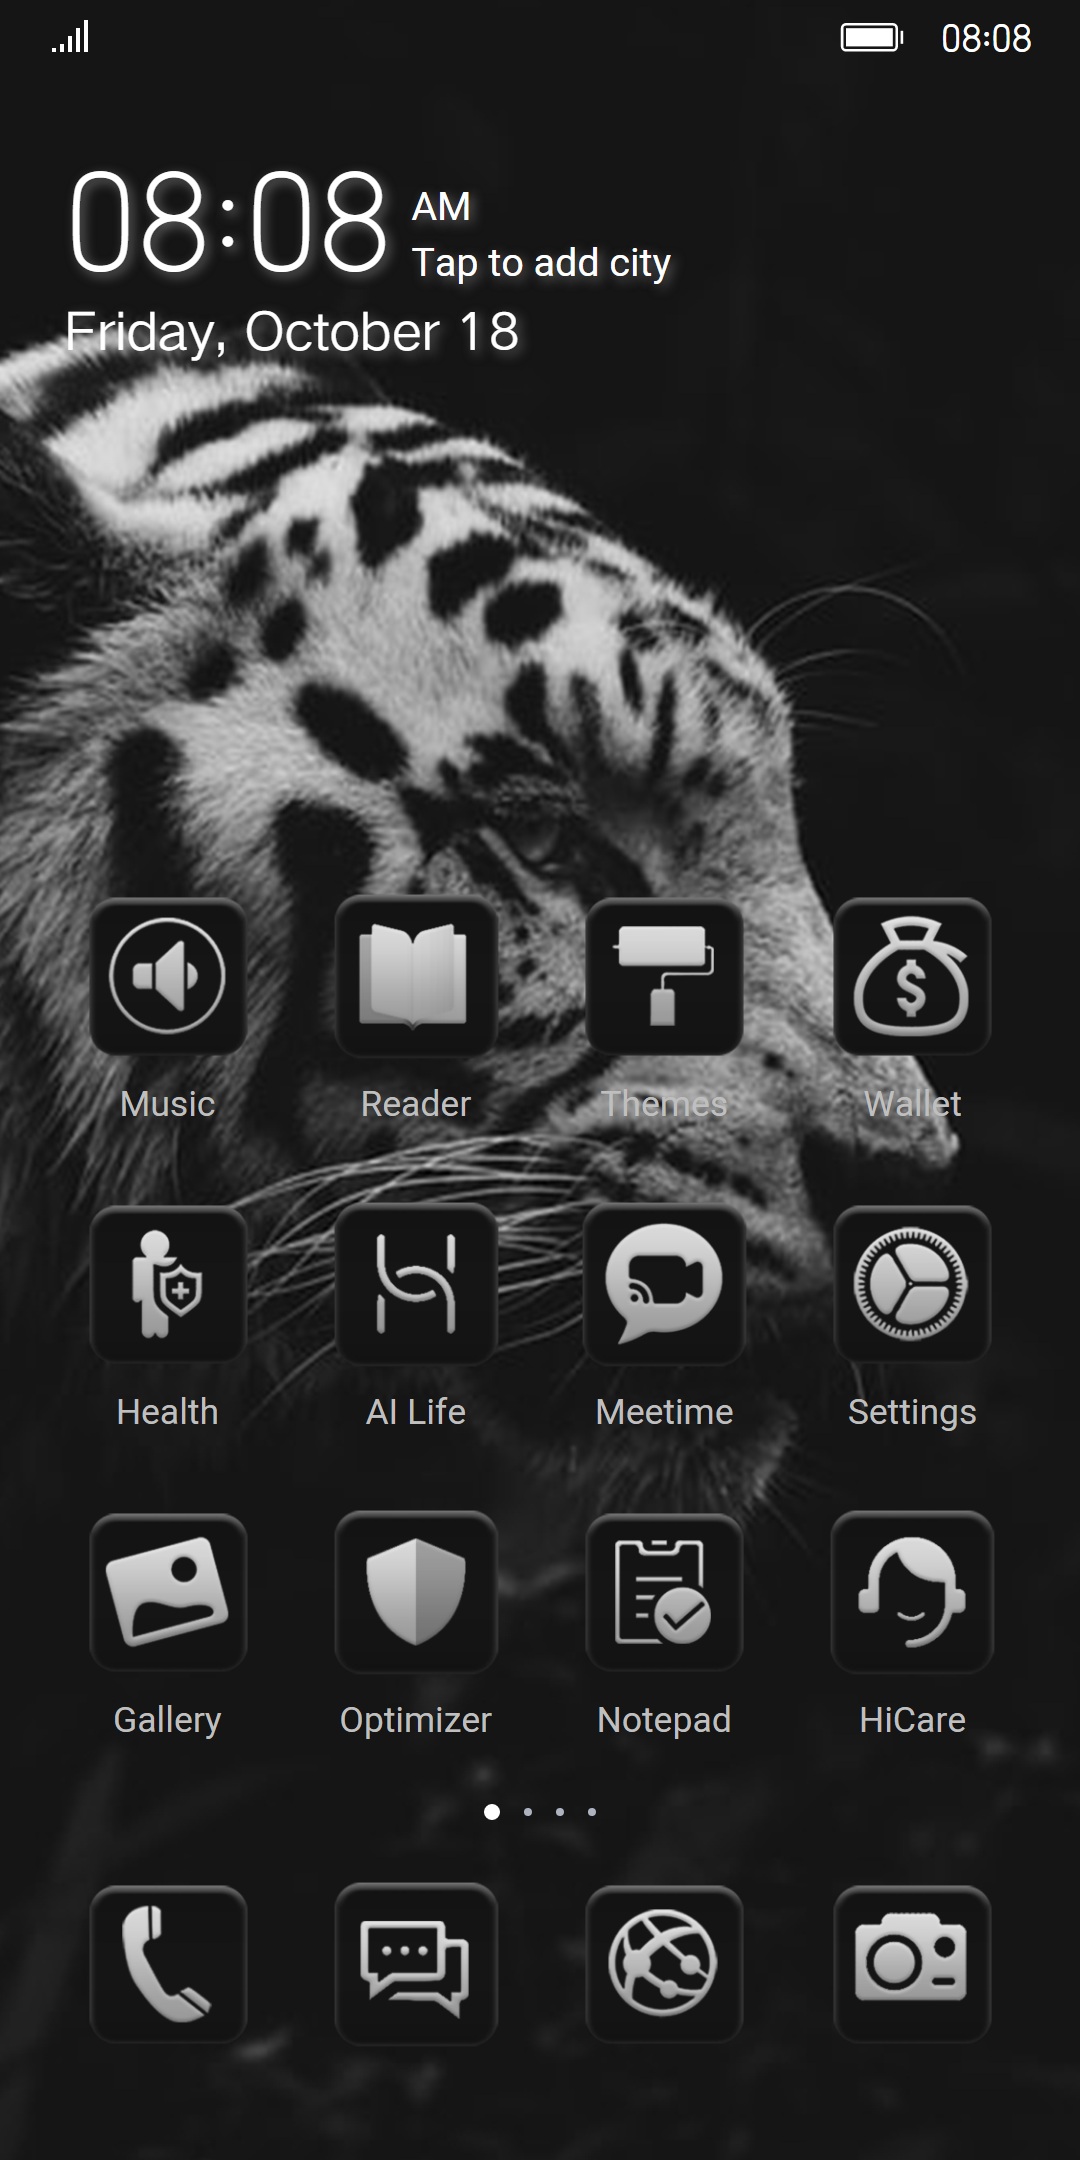 08:08
08:08 AM
Tap to add city
Friday, October 18
Music Reader Themes Wallet
$
Health AI Life Meetime Settings
Gallery Optimizer Notepad HiCare